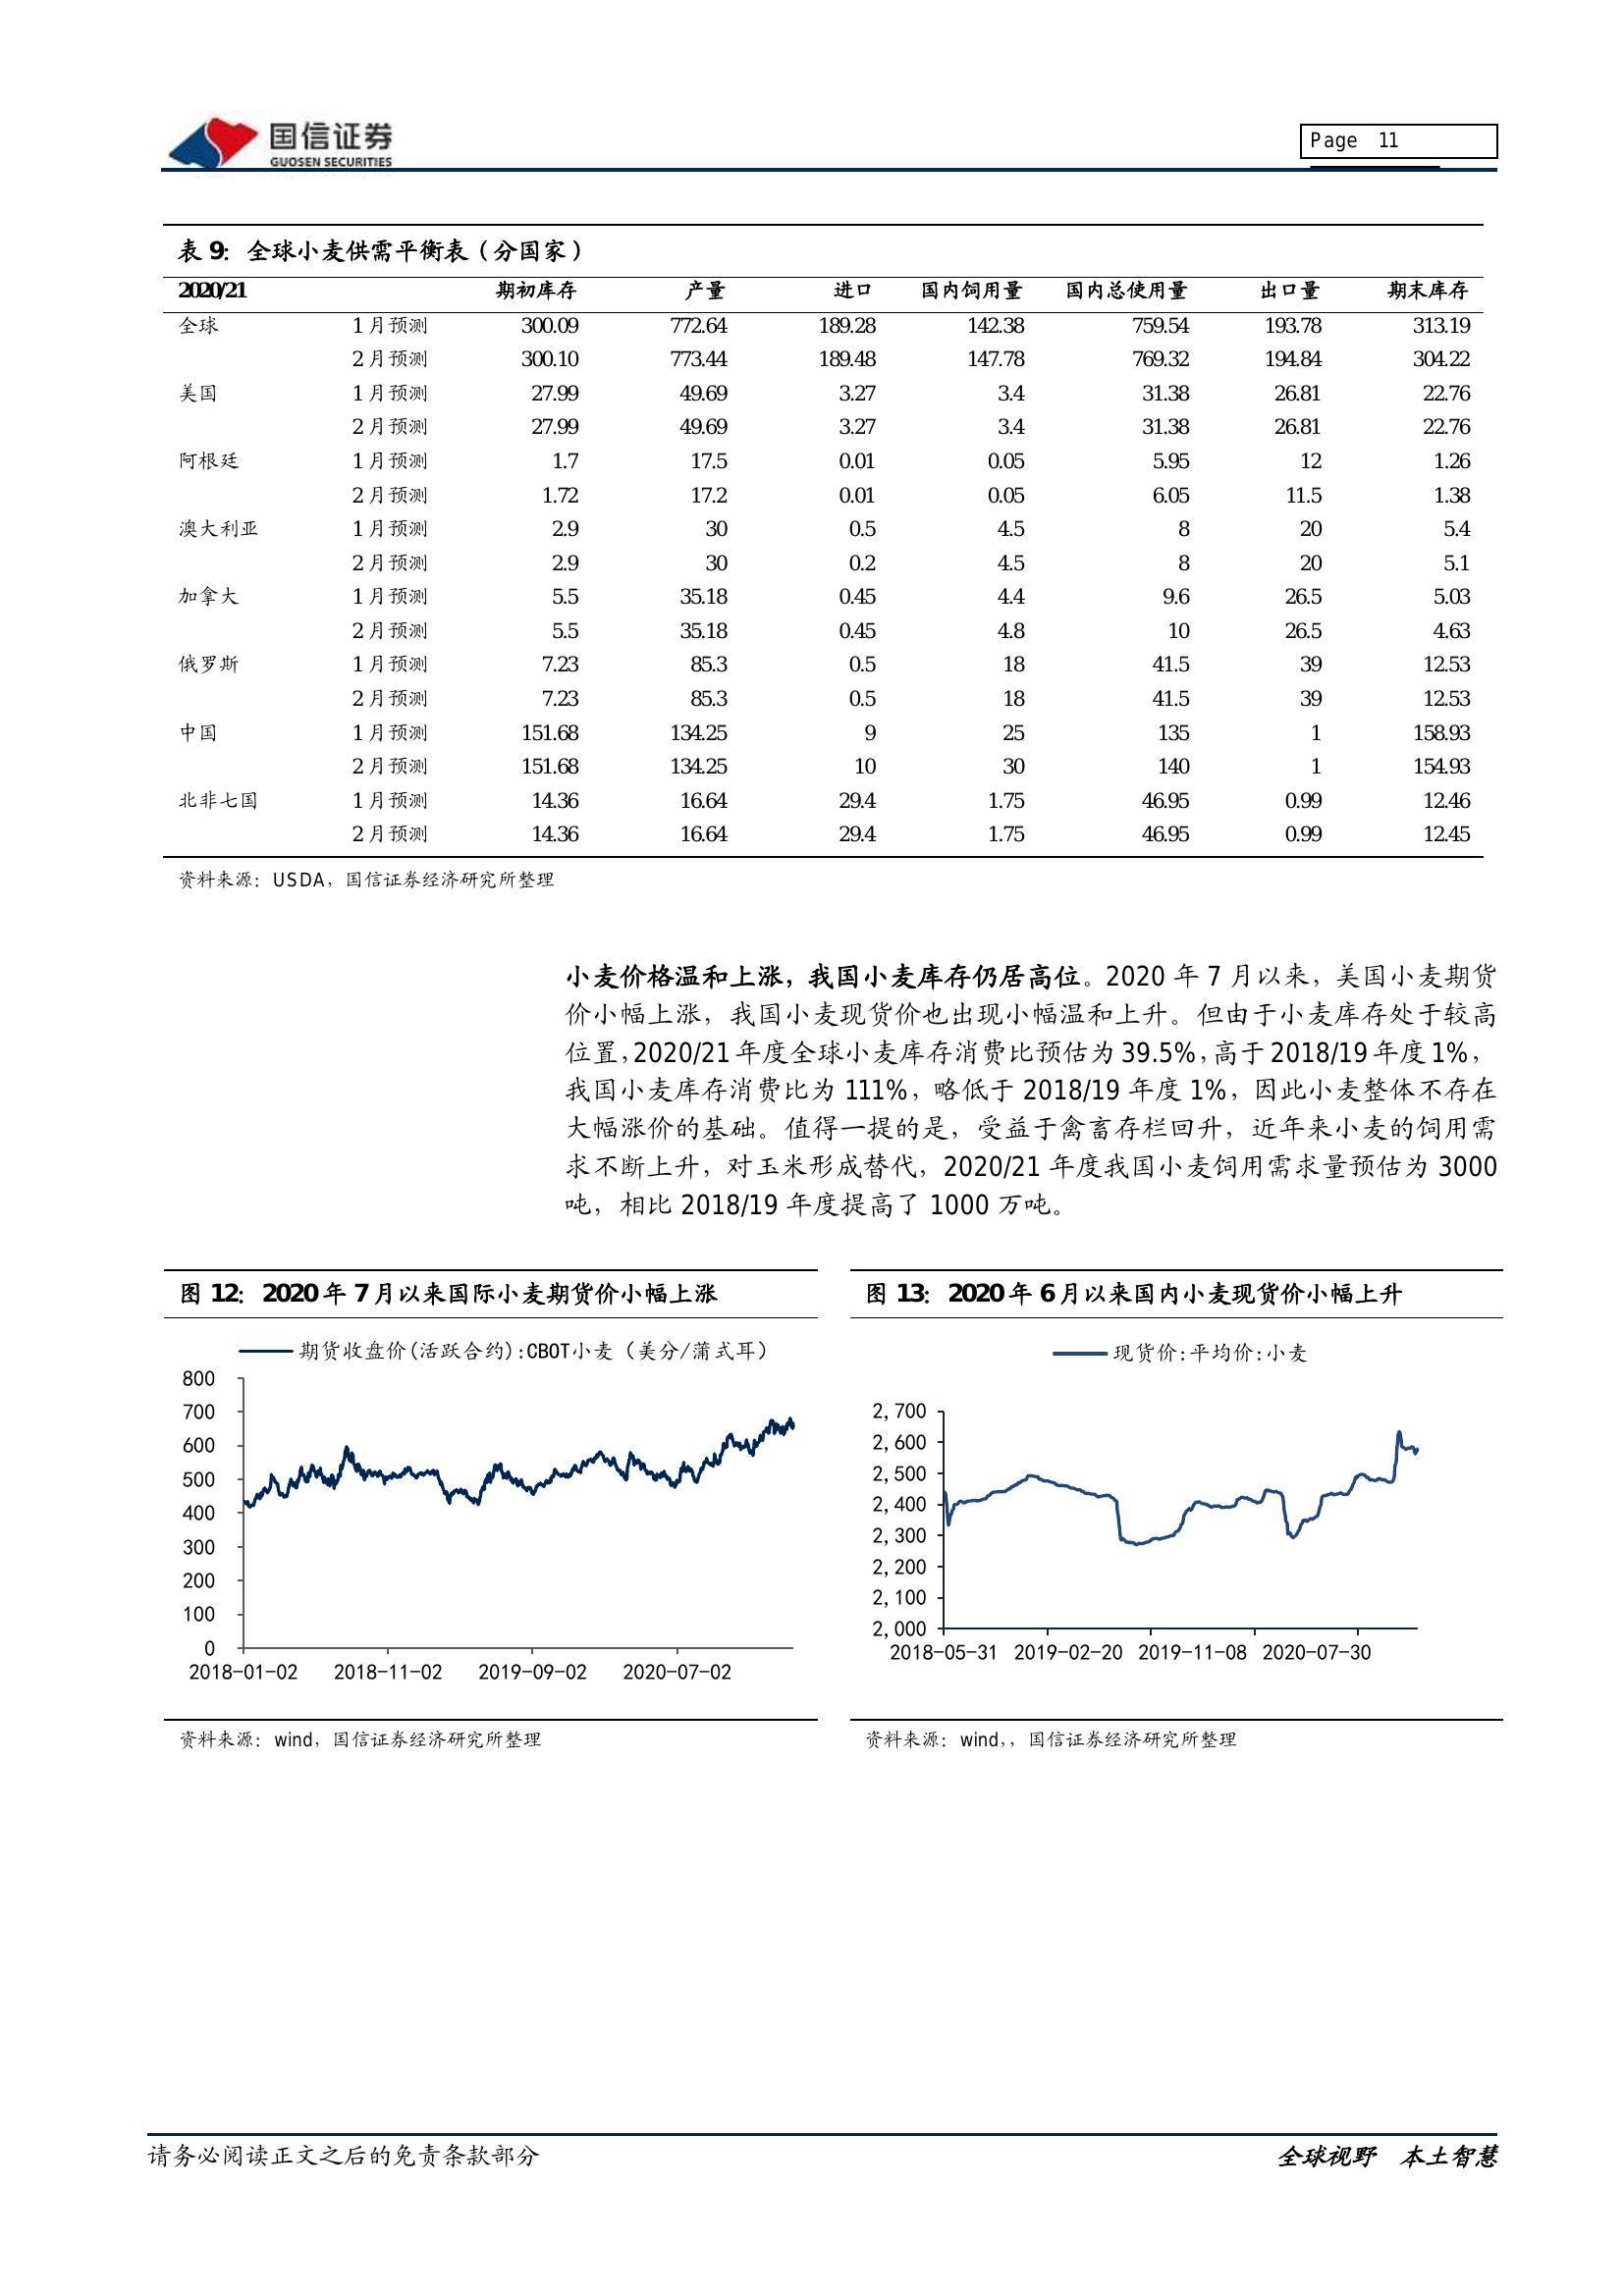 国信证券
GUOSEN SECURITIES
Page 11
表 9：全球小麦供需平衡表（分国家）
2020/21 期初库存 产量 进口 国内饲用量 国内总使用量 出口量 期末库存
全球 1 月预测 300.09 772.64 189.28 142.38 759.54 193.78 313.19
2 月预测 300.10 773.44 189.48 147.78 769.32 194.84 304.22
美国 1 月预测 27.99 49.69 3.27 3.4 31.38 26.81 22.76
2 月预测 27.99 49.69 3.27 3.4 31.38 26.81 22.76
阿根廷 1 月预测 1.7 17.5 0.01 0.05 5.95 12 1.26
2 月预测 1.72 17.2 0.01 0.05 6.05 11.5 1.38
澳大利亚 1 月预测 2.9 30 0.5 4.5 8 20 5.4
2 月预测 2.9 30 0.2 4.5 8 20 5.1
加拿大 1 月预测 5.5 35.18 0.45 4.4 9.6 26.5 5.03
2 月预测 5.5 35.18 0.45 4.8 10 26.5 4.63
俄罗斯 1 月预测 7.23 85.3 0.5 18 41.5 39 12.53
2 月预测 7.23 85.3 0.5 18 41.5 39 12.53
中国 1 月预测 151.68 134.25 9 25 135 1 158.93
2 月预测 151.68 134.25 10 30 140 1 154.93
北非七国 1 月预测 14.36 16.64 29.4 1.75 46.95 0.99 12.46
2 月预测 14.36 16.64 29.4 1.75 46.95 0.99 12.45
资料来源：USDA，国信证券经济研究所整理
小麦价格温和上涨，我国小麦库存仍居高位。2020 年 7 月以来，美国小麦期货
价小幅上涨，我国小麦现货价也出现小幅温和上升。但由于小麦库存处于较高
位置，2020/21 年度全球小麦库存消费比预估为 39.5%，高于 2018/19 年度 1%，
我国小麦库存消费比为 111%，略低于 2018/19 年度 1%，因此小麦整体不存在
大幅涨价的基础。值得一提的是，受益于禽畜存栏回升，近年来小麦的饲用需
求不断上升，对玉米形成替代，2020/21 年度我国小麦饲用需求量预估为 3000
吨，相比 2018/19 年度提高了 1000 万吨。
图 12：2020 年 7 月以来国际小麦期货价小幅上涨
期货收盘价(活跃合约):CBOT小麦（美分/蒲式耳）
800
700
600
500
400
300
200
100
0
2018-01-02 2018-11-02 2019-09-02 2020-07-02
资料来源：wind，国信证券经济研究所整理
图 13：2020 年 6 月以来国内小麦现货价小幅上升
现货价:平均价:小麦
2,700
2,600
2,500
2,400
2,300
2,200
2,100
2,000
2018-05-31 2019-02-20 2019-11-08 2020-07-30
资料来源：wind,，国信证券经济研究所整理
请务必阅读正文之后的免责条款部分
全球视野 本土智慧